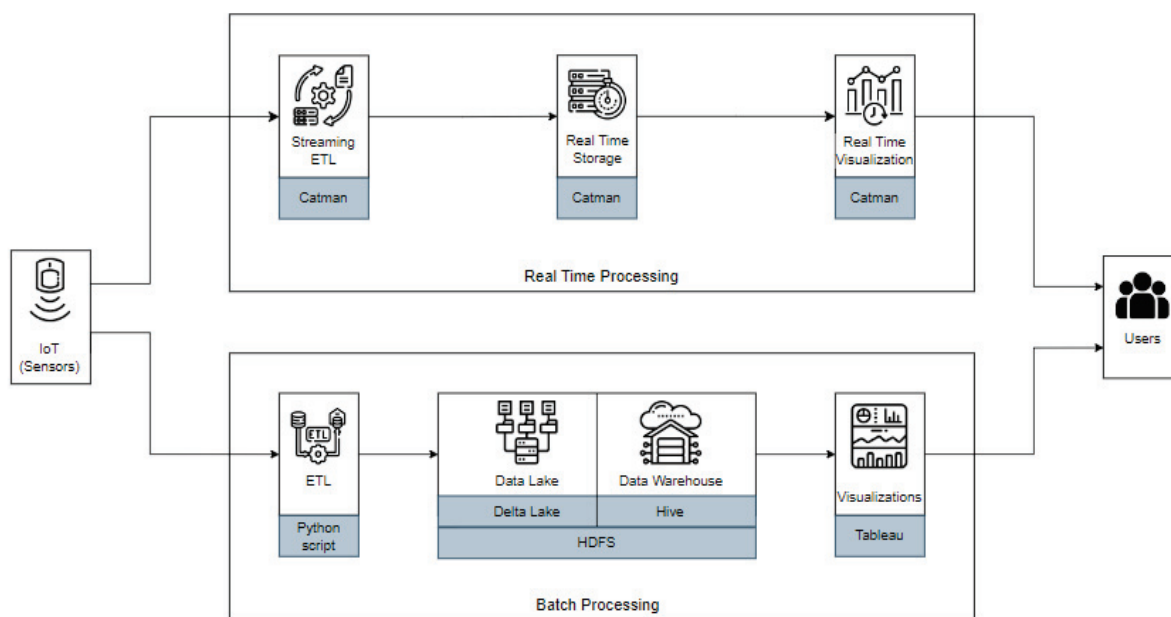 Streaming
ETL
Catman
Real Time
Storage
Catman
Real Time
Visualization
Catman
Real Time Processing
IoT
(Sensors)
Users
ETL
ETL
Python
script
Data Lake
Delta Lake
Data Warehouse
Hive
HDFS
Visualizations
Tableau
Batch Processing